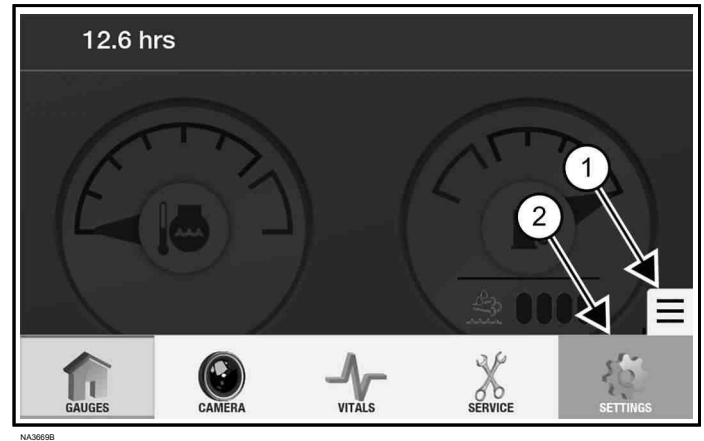 12.6 hrs
1
2
GAUGES CAMERA VITALS SERVICE SETTINGS
NA3669B